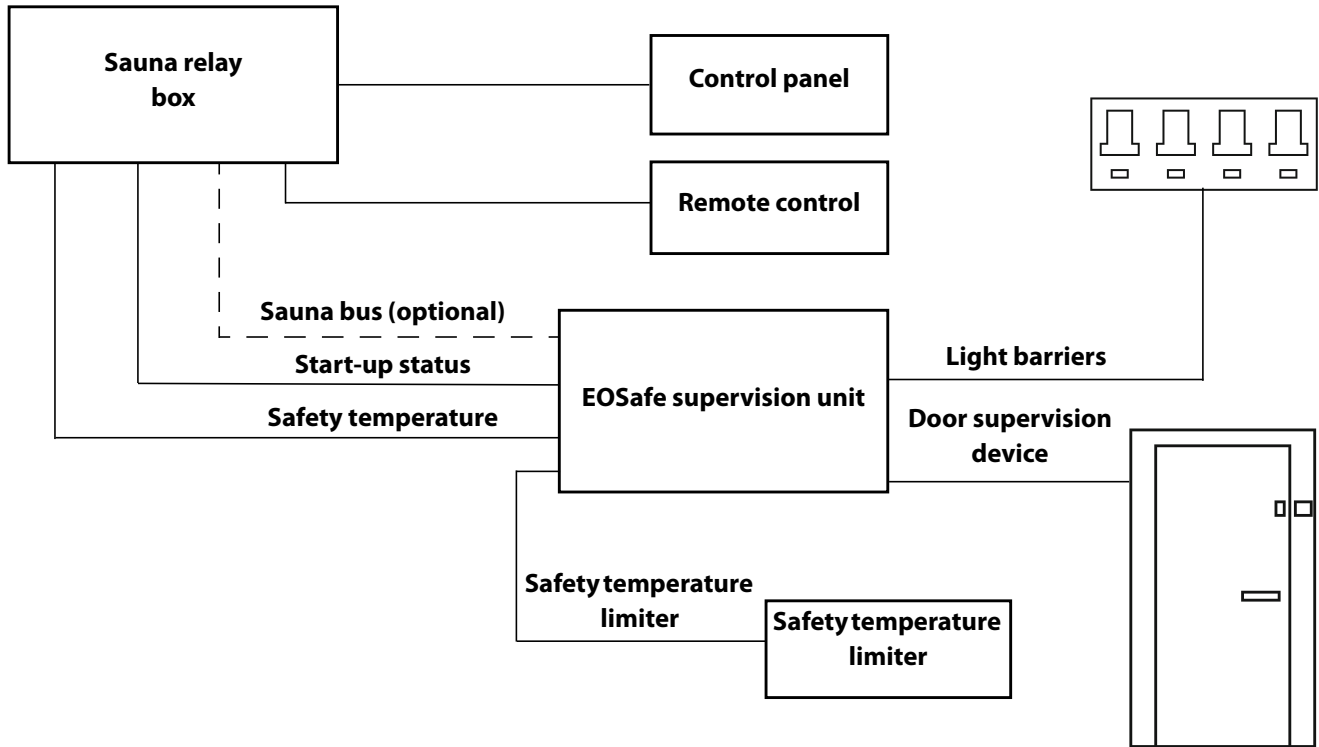 Sauna relay
box
Control panel
Remote control
Sauna bus (optional)
Start-up status
Safety temperature
EOSafe supervision unit
Light barriers
Door supervision
device
Safety temperature
limiter
Safety temperature
limiter